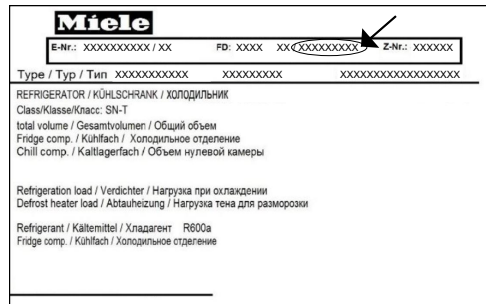 Miele
E-Nr.: XXXXXXXXXX / XX FD: XXXX XX XXXXXXXXX Z-Nr.: XXXXXX
Type / Typ / Тип XXXXXXXXXXX XXXXXXXXX XXXXXXXXXXXXXXXXXX
REFRIGERATOR / KÜHLSCHRANK / ХОЛОДИЛЬНИК
Class/Klasse/Класс: SN-T
total volume / Gesamtvolumen / Общий объем
Fridge comp. / Kühlfach / Холодильное отделение
Chill comp. / Kaltlagerfach / Объем нулевой камеры
Refrigeration load / Verdichter / Нагрузка при охлаждении
Defrost heater load / Abtauheizung / Нагрузка тена для разморозки
Refrigerant / Kältemittel / Хладагент R600a
Fridge comp. / Kühlfach / Холодильное отделение